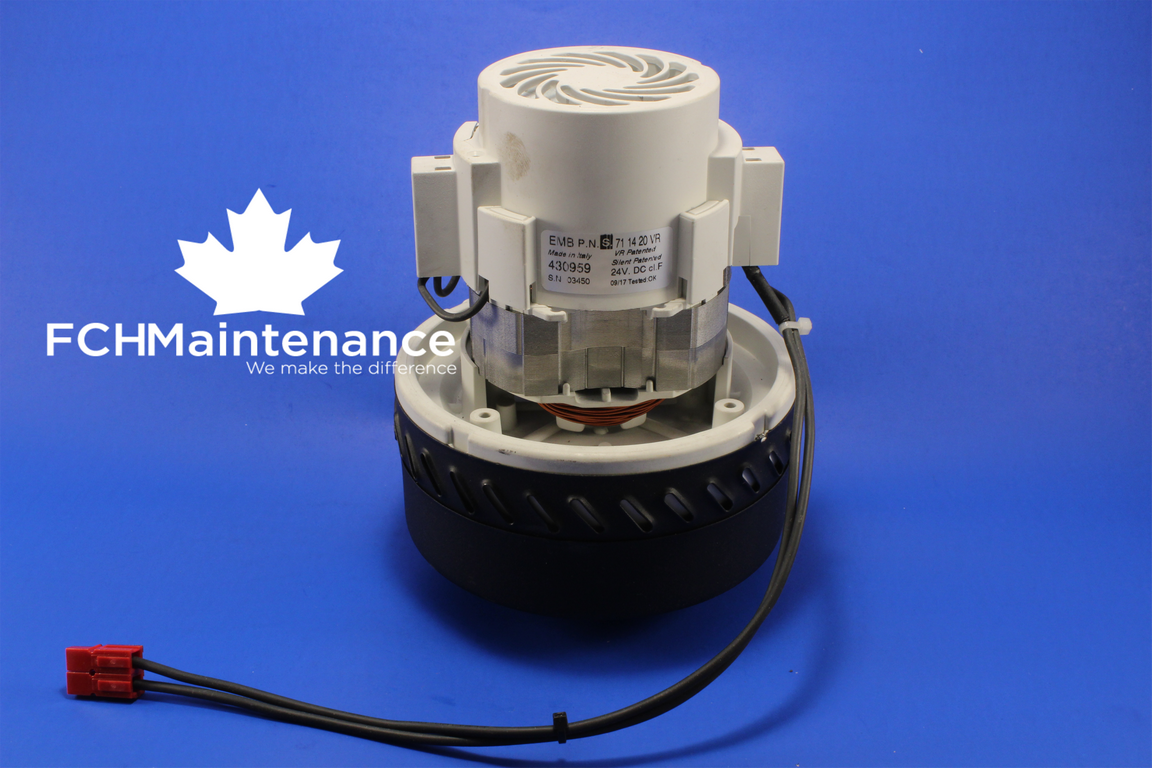 FCHMaintenance
We make the difference
EMB P.N. S. 71 14 20 VR
Made in Italy VR Patented
Silent Patented
430959 24V. DC cl.F
S.N. 03450 09/17 Tested:OK